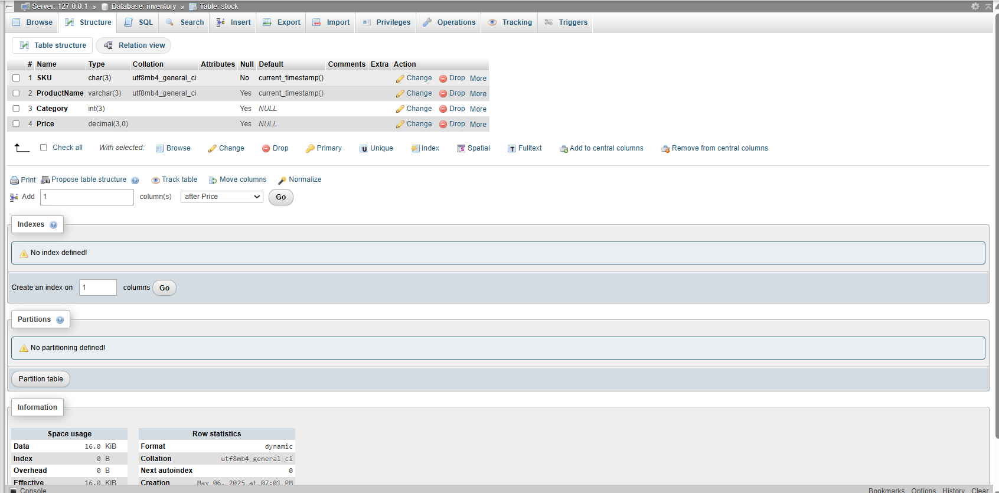 ← Server: 127.0.0.1 » Database: inventory » Table: stock
Browse Structure SQL Search Insert Export Import Privileges Operations Tracking Triggers
Table structure Relation view
# Name Type Collation Attributes Null Default Comments Extra Action
1 SKU char(3) utf8mb4_general_ci No current_timestamp() Change Drop More
2 ProductName varchar(3) utf8mb4_general_ci Yes current_timestamp() Change Drop More
3 Category int(3) Yes NULL Change Drop More
4 Price decimal(3,0) Yes NULL Change Drop More
Check all With selected: Browse Change Drop Primary U Unique Index S Spatial T Fulltext Add to central columns Remove from central columns
Print Propose table structure ? Track table Move columns Normalize
Add 1 column(s) after Price Go
Indexes ?
No index defined!
Create an index on 1 columns Go
Partitions ?
No partitioning defined!
Partition table
Information
Space usage
Data 16.0 KiB
Index 0 B
Overhead 0 B
Effective 16.0 KiB
Row statistics
Format dynamic
Collation utf8mb4_general_ci
Next autoindex 0
Creation May 06, 2025 at 07:01 PM
Console Bookmarks Options History Clear